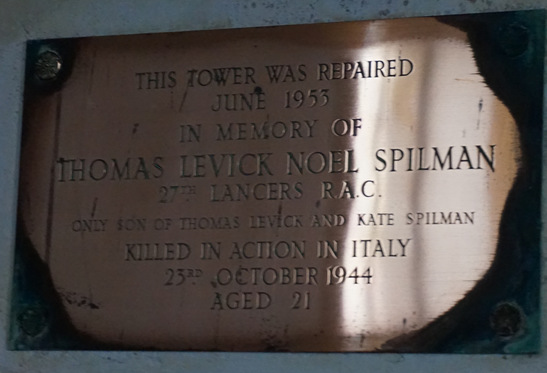 THIS TOWER WAS REPAIRED
JUNE 1953
IN MEMORY OF
THOMAS LEVICK NOEL SPILMAN
27TH LANCERS R.A.C.
ONLY SON OF THOMAS LEVICK AND KATE SPILMAN
KILLED IN ACTION IN ITALY
23RD OCTOBER 1944
AGED 21